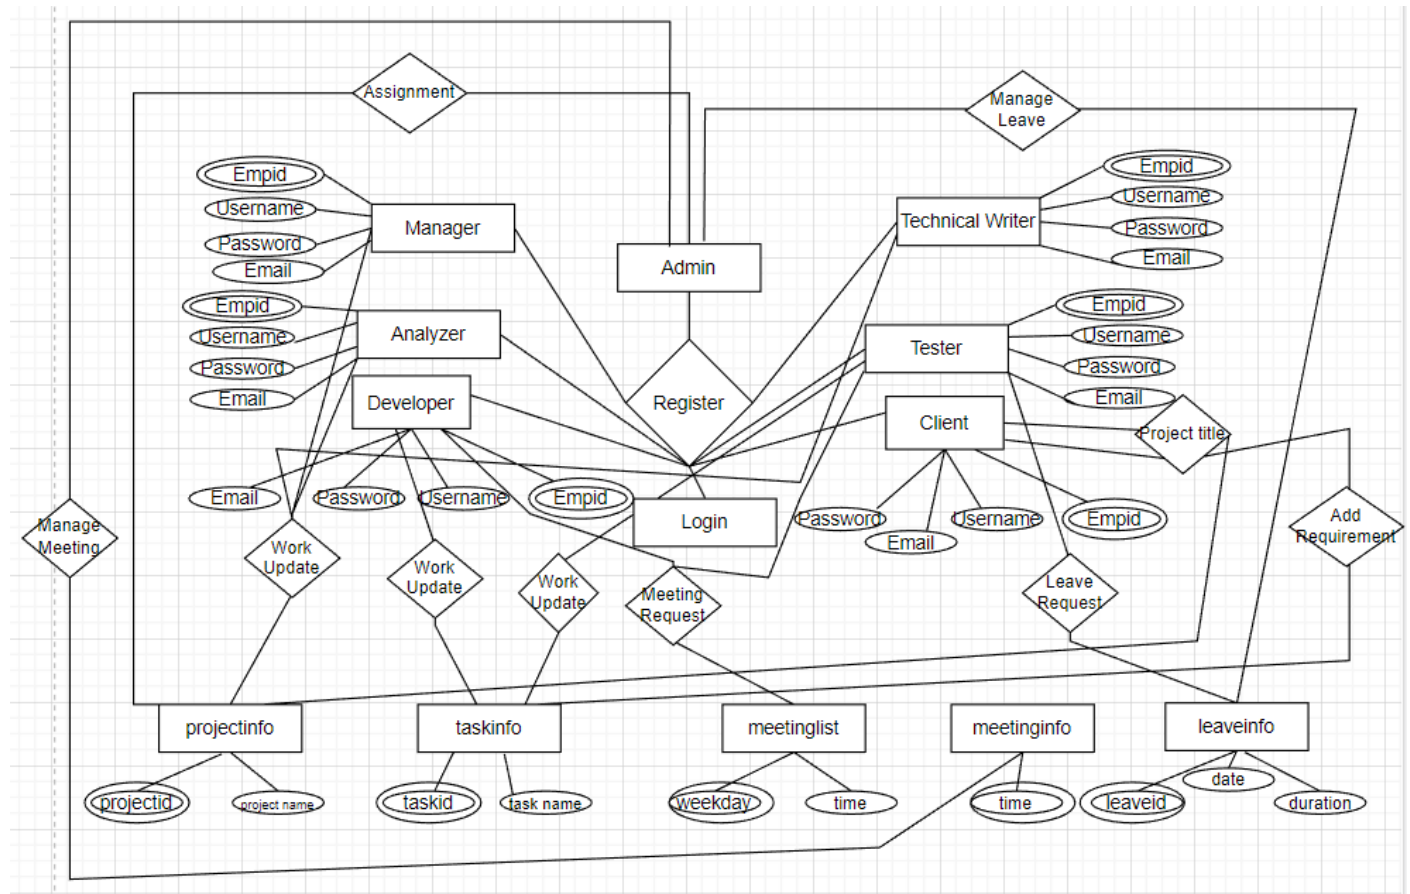 Assignment
Manage
Leave
Empid
Username
Password
Email
Manager
Admin
Technical Writer
Empid
Username
Password
Email
Empid
Username
Password
Email
Analyzer
Developer
Register
Tester
Empid
Username
Password
Email
Client
Project title
Email
Password
Username
Empid
Login
Password
Email
Username
Empid
Manage
Meeting
Work
Update
Work
Update
Work
Update
Meeting
Request
Leave
Request
Add
Requirement
projectinfo
taskinfo
meetinglist
meetinginfo
leaveinfo
projectid
project name
taskid
task name
weekday
time
time
leaveid
date
duration